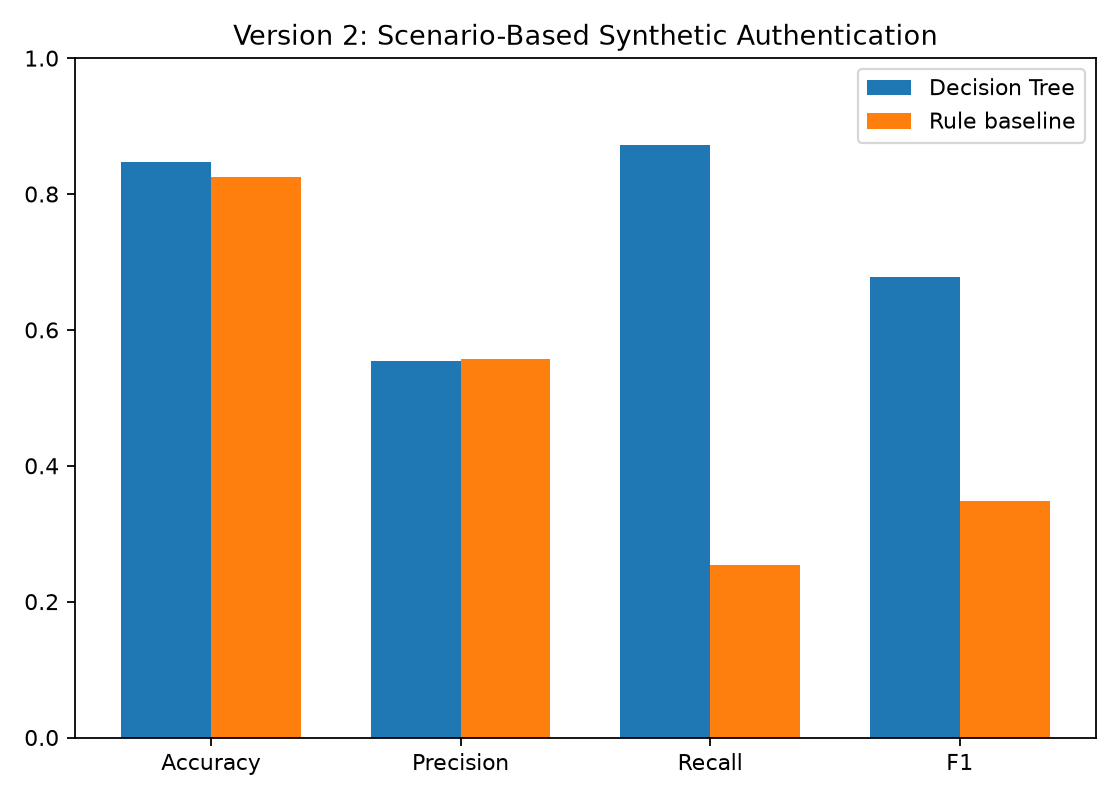 Version 2: Scenario-Based Synthetic Authentication
1.0
0.8
0.6
0.4
0.2
0.0
Decision Tree
Rule baseline
Accuracy
Precision
Recall
F1